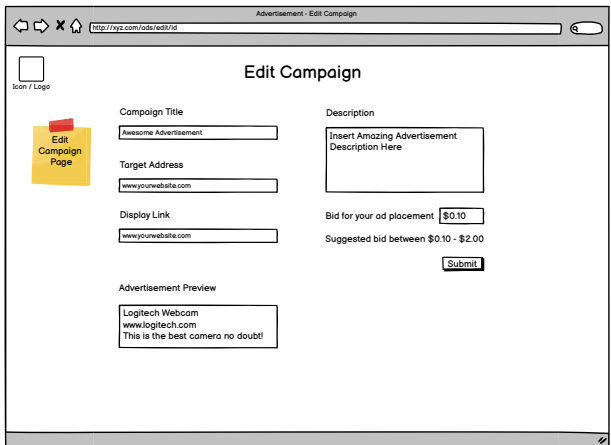 Advertisement - Edit Campaign
http://xyz.com/ads/edit/id
Icon / Logo
Edit Campaign
Edit
Campaign
Page
Campaign Title
Awesome Advertisement
Target Address
www.yourwebsite.com
Display Link
www.yourwebsite.com
Advertisement Preview
Logitech Webcam
www.logitech.com
This is the best camera no doubt!
Description
Insert Amazing Advertisement
Description Here
Bid for your ad placement $0.10
Suggested bid between $0.10 - $2.00
Submit